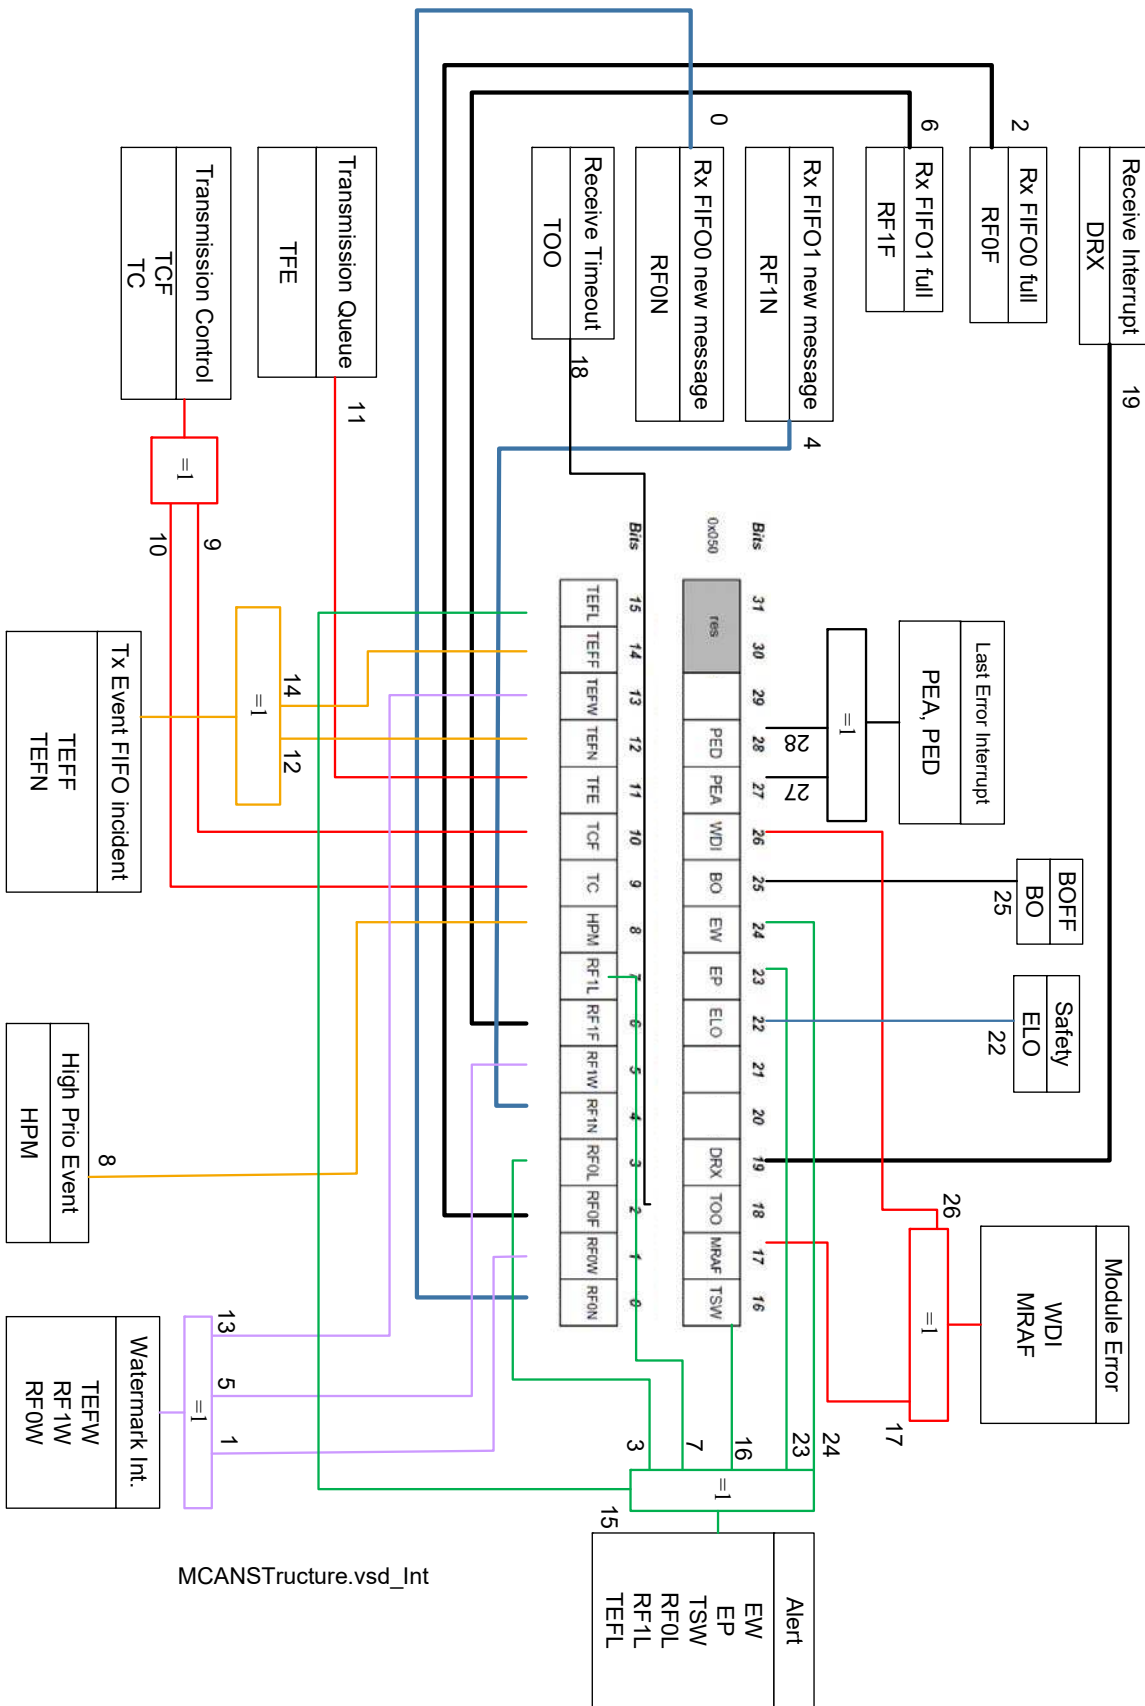 Receive Interrupt
DRX
19
Rx FIFO0 full
RF0F
2
Rx FIFO1 full
RF1F
6
Rx FIFO1 new message
RF1N
4
Rx FIFO0 new message
RF0N
0
Receive Timeout
TOO
18
Transmission Queue
TFE
11
Transmission Control
TCF
TC
=1
9
10
Last Error Interrupt
PEA, PED
=1
28
27
BOFF
BO
25
Safety
ELO
22
Module Error
WDI
MRAF
26
=1
17
Bits 31 30 29 28 27 26 25 24 23 22 21 20 19 18 17 16
0x050 res PED PEA WDI BO EW EP ELO DRX TOO MRAF TSW
Bits 15 14 13 12 11 10 9 8 7 6 5 4 3 2 1 0
TEFL TEFF TEFW TEFN TFE TCF TC HPM RF1L RF1F RF1W RF1N RF0L RF0F RF0W RF0N
24
23
16
7
3
=1
15
Alert
EW
EP
TSW
RF0L
RF1L
TEFL
14
12
=1
Tx Event FIFO incident
TEFF
TEFN
8
High Prio Event
HPM
13
5
1
=1
Watermark Int.
TEFW
RF1W
RF0W
MCANSTructure.vsd_Int